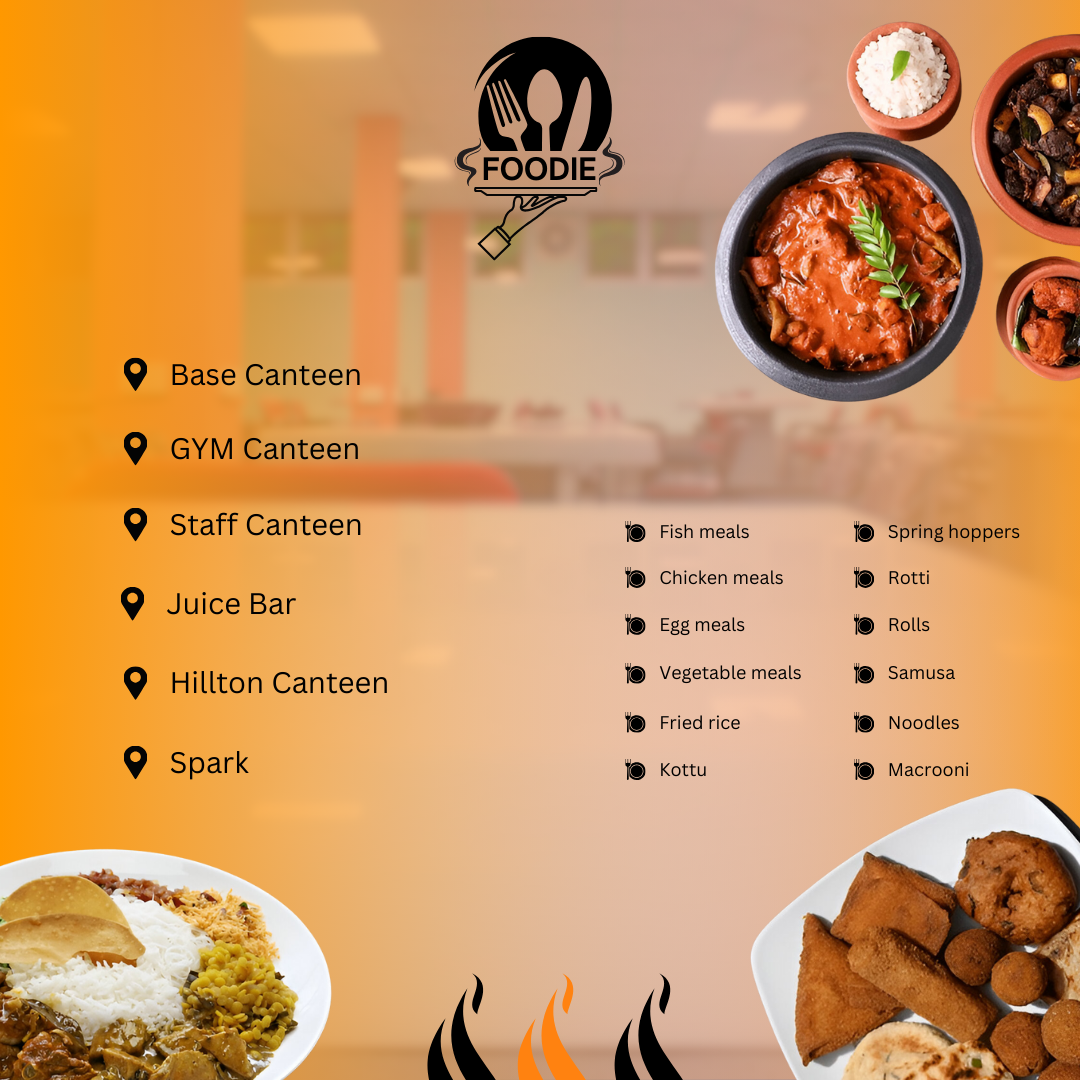 FOODIE
Base Canteen
GYM Canteen
Staff Canteen
Juice Bar
Hillton Canteen
Spark
Fish meals
Chicken meals
Egg meals
Vegetable meals
Fried rice
Kottu
Spring hoppers
Rotti
Rolls
Samusa
Noodles
Macrooni